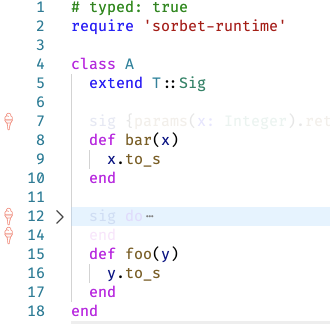 1 # typed: true
2 require 'sorbet-runtime'
3
4 class A
5 extend T::Sig
6
7 sig {params(x: Integer).ret
8 def bar(x)
9 x.to_s
10 end
11
12 sig do ⋯
14 end
15 def foo(y)
16 y.to_s
17 end
18 end